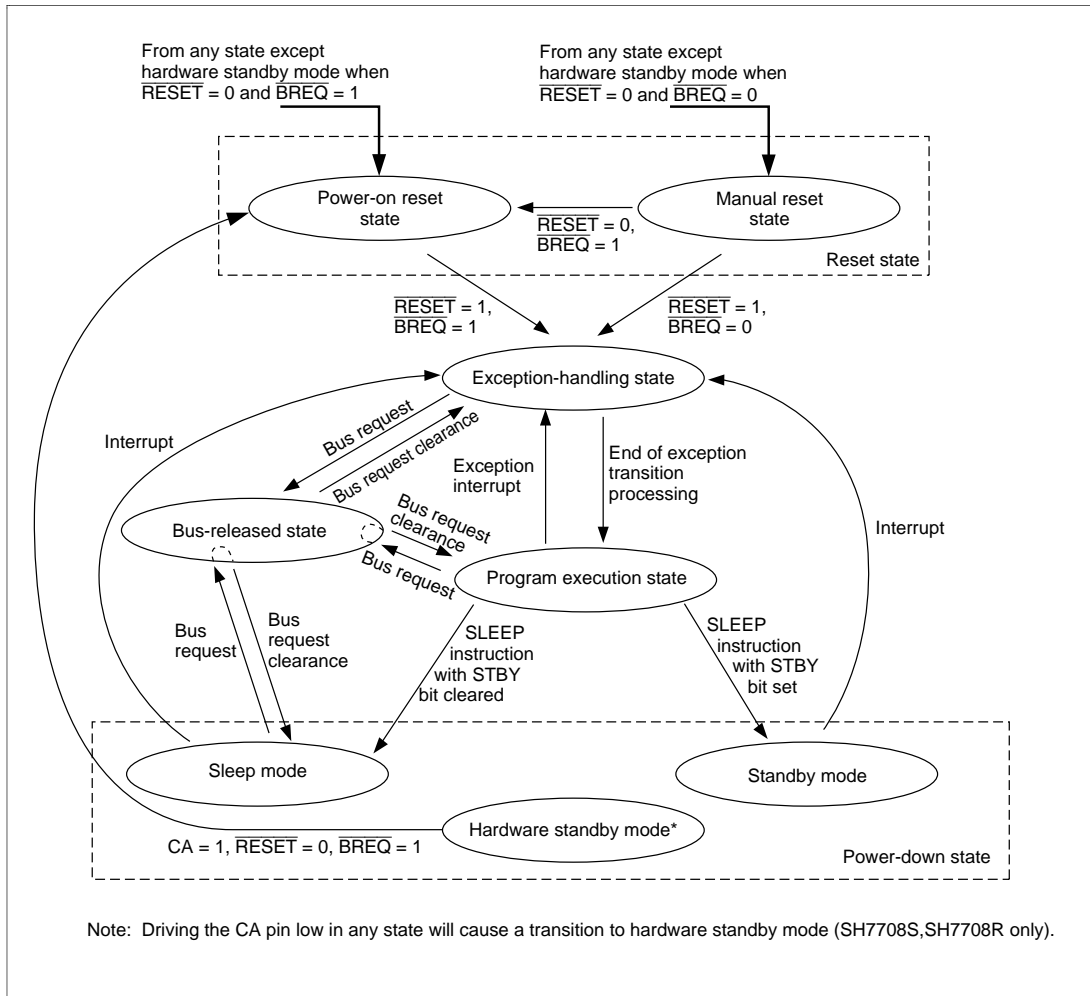 From any state except
hardware standby mode when
RESET = 0 and BREQ = 1
From any state except
hardware standby mode when
RESET = 0 and BREQ = 0
Power-on reset
state
Manual reset
state
RESET = 0,
BREQ = 1
Reset state
RESET = 1,
BREQ = 1
RESET = 1,
BREQ = 0
Exception-handling state
Interrupt
Bus request
Bus request clearance
Exception
interrupt
End of exception
transition
processing
Interrupt
Bus-released state
Bus request
clearance
Bus request
Program execution state
Bus
request
Bus
request
clearance
SLEEP
instruction
with STBY
bit cleared
SLEEP
instruction
with STBY
bit set
Sleep mode
Standby mode
Hardware standby mode*
CA = 1, RESET = 0, BREQ = 1
Power-down state
Note: Driving the CA pin low in any state will cause a transition to hardware standby mode (SH7708S,SH7708R only).